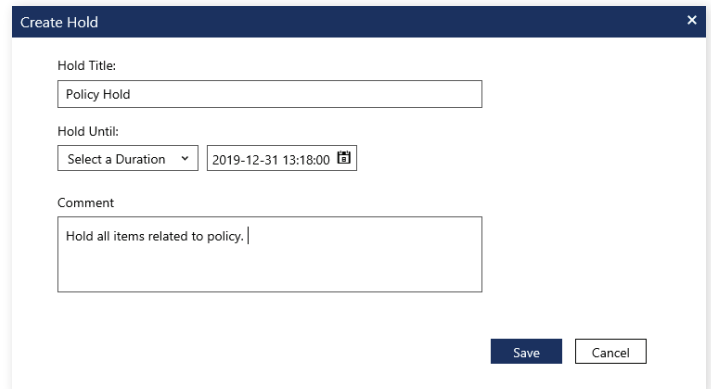 Create Hold
Hold Title:
Policy Hold
Hold Until:
Select a Duration 2019-12-31 13:18:00
Comment
Hold all items related to policy.
Save Cancel